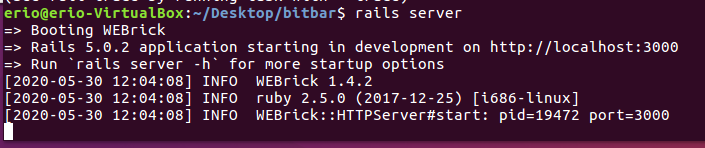 erio@erio-VirtualBox:~/Desktop/bitbar$ rails server
=> Booting WEBrick
=> Rails 5.0.2 application starting in development on http://localhost:3000
=> Run `rails server -h` for more startup options
[2020-05-30 12:04:08] INFO  WEBrick 1.4.2
[2020-05-30 12:04:08] INFO  ruby 2.5.0 (2017-12-25) [i686-linux]
[2020-05-30 12:04:08] INFO  WEBrick::HTTPServer#start: pid=19472 port=3000